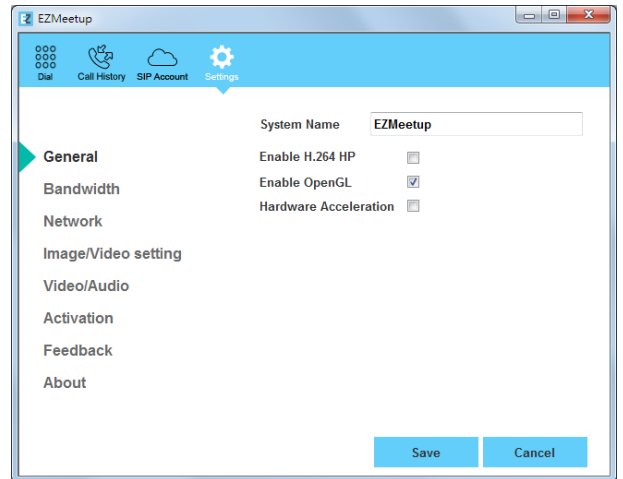 EZ EZMeetup
Dial Call History SIP Account Settings
System Name EZMeetup
General Enable H.264 HP
Enable OpenGL
Bandwidth
Hardware Acceleration
Network
Image/Video setting
Video/Audio
Activation
Feedback
About
Save Cancel